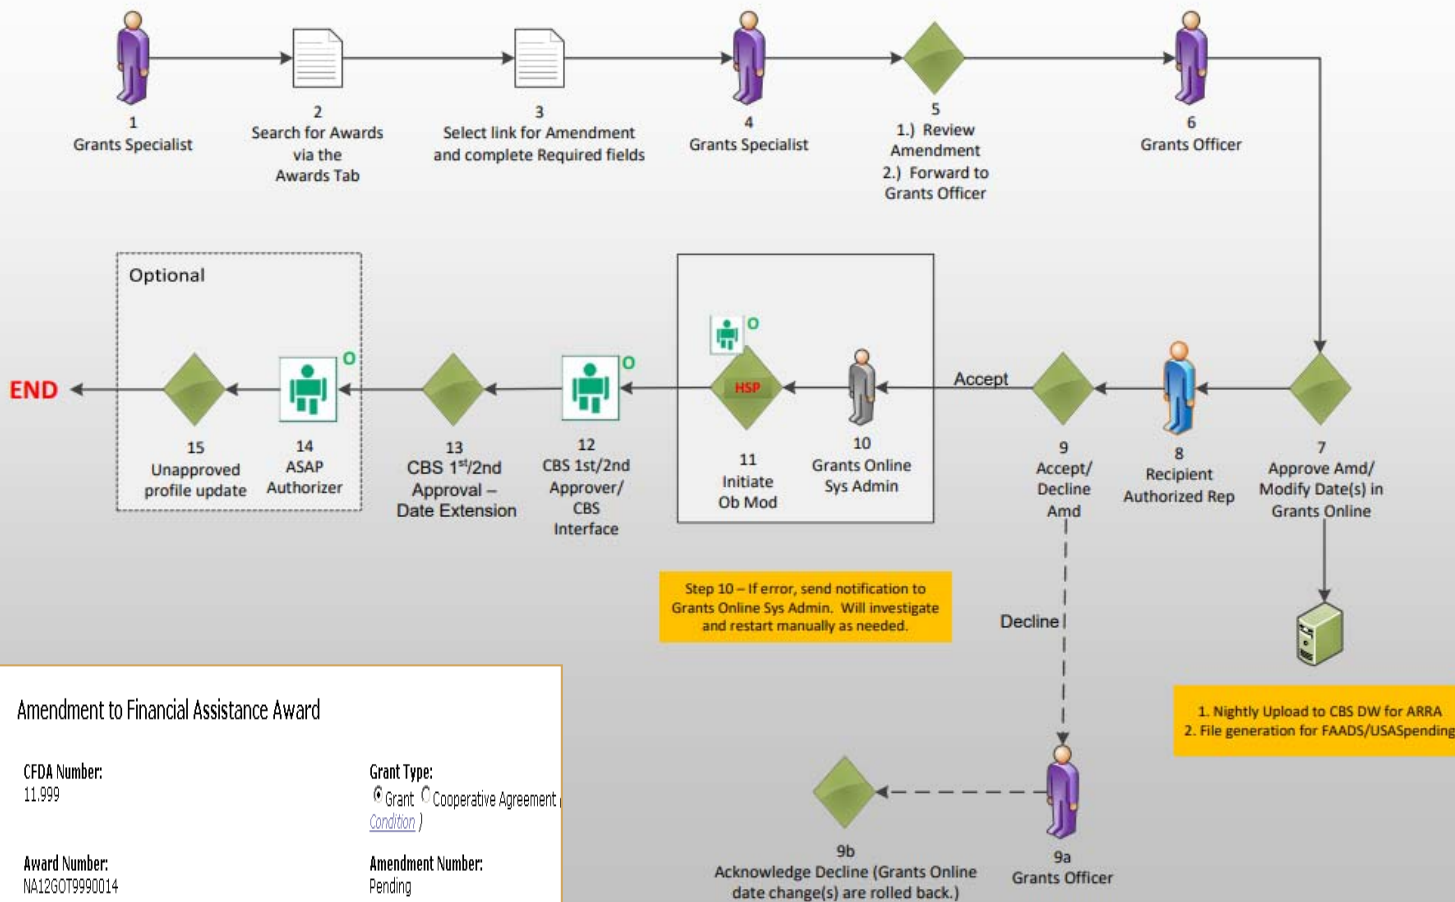 1
Grants Specialist
2
Search for Awards
via the
Awards Tab
3
Select link for Amendment
and complete Required fields
4
Grants Specialist
5
1.) Review
Amendment
2.) Forward to
Grants Officer
6
Grants Officer
Optional
END
15
Unapproved
profile update
14
ASAP
Authorizer
O
13
CBS 1st/2nd
Approval –
Date Extension
12
CBS 1st/2nd
Approver/
CBS
Interface
O
O
HSP
11
Initiate
Ob Mod
10
Grants Online
Sys Admin
Accept
9
Accept/
Decline
Amd
8
Recipient
Authorized Rep
7
Approve Amd/
Modify Date(s) in
Grants Online
Step 10 – If error, send notification to
Grants Online Sys Admin. Will investigate
and restart manually as needed.
Decline
1. Nightly Upload to CBS DW for ARRA
2. File generation for FAADS/USASpending
9b
Acknowledge Decline (Grants Online
date change(s) are rolled back.)
9a
Grants Officer
Amendment to Financial Assistance Award
CFDA Number:
11.999
Grant Type:
Grant Cooperative Agreement
Condition )
Award Number:
NA12GOT9990014
Amendment Number:
Pending